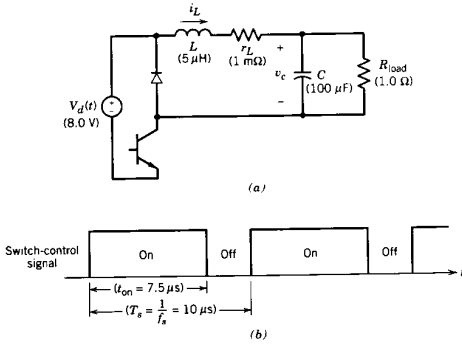 i_L
L
(5 μH)
r_L
(1 mΩ)
+
v_c
−
C
(100 μF)
R_load
(1.0 Ω)
V_d(t)
(8.0 V)
+
−
(a)
Switch-control
signal
On
Off
On
Off
t
(t_on = 7.5 μs)
(T_s = 1/f_s = 10 μs)
(b)